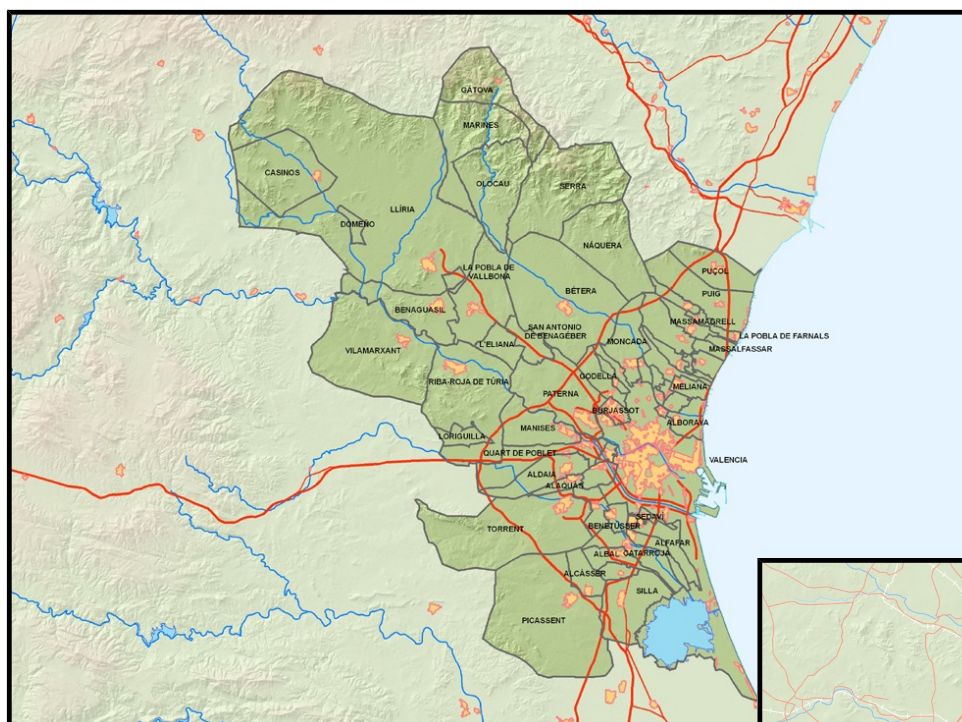 GÁTOVA
MARINES
CASINOS
OLOCAU
SERRA
LLÍRIA
DOMEÑO
NÁQUERA
LA POBLA DE
VALLBONA
PUÇOL
BÉTERA
PUIG
BENAGUASIL
MASSAMAGRELL
SAN ANTONIO
DE BENAGEBER
LA POBLA DE FARNALS
L'ELIANA
MONCADA
MASSALFASSAR
VILAMARXANT
GODELLA
RIBA-ROJA DE TÚRIA
MELIANA
PATERNA
BURJASSOT
ALBORAYA
MANISES
LORIGUILLA
QUART DE POBLET
VALENCIA
ALDAIA
ALAQUÀS
SEDAVÍ
TORRENT
BENETÚSSER
ALFAFAR
ALBAL
CATARROJA
ALCÀSSER
SILLA
PICASSENT